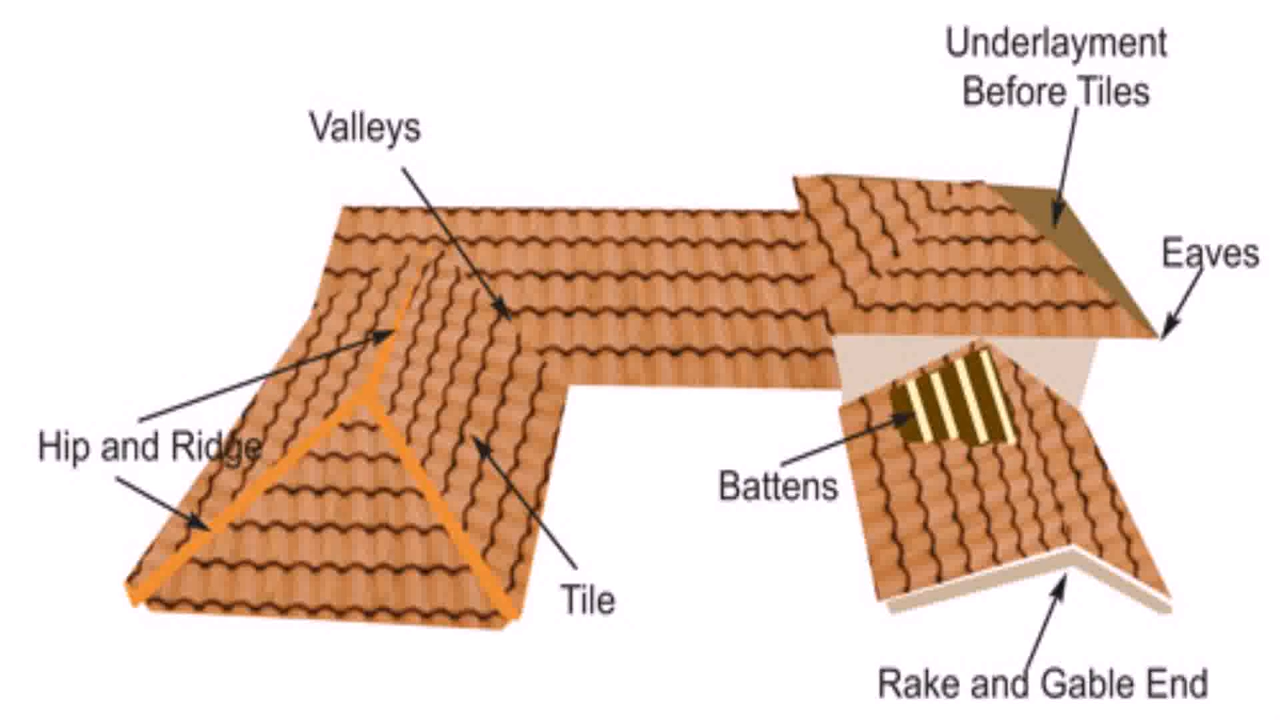 Underlayment
Before Tiles
Valleys
Eaves
Hip and Ridge
Battens
Tile
Rake and Gable End